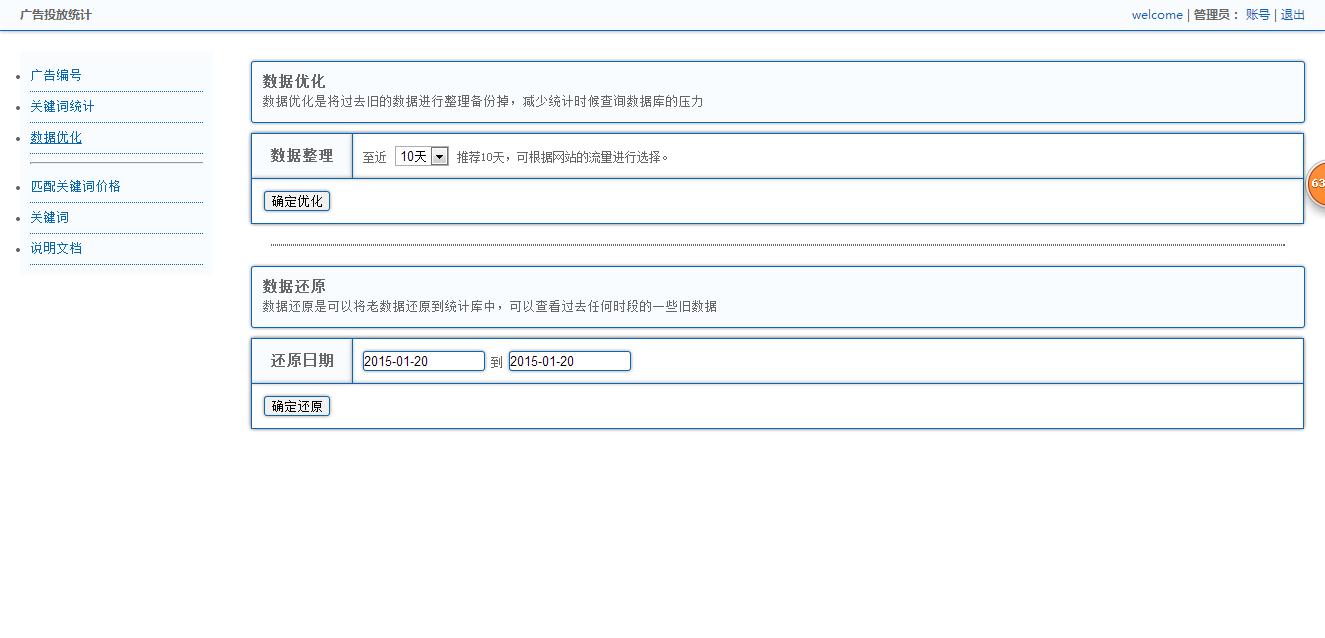 广告投放统计
welcome | 管理员： 账号 | 退出
广告编号
关键词统计
数据优化
匹配关键词价格
关键词
说明文档
数据优化
数据优化是将过去旧的数据进行整理备份掉，减少统计时候查询数据库的压力
数据整理 至近 10天 推荐10天，可根据网站的流量进行选择。
确定优化
数据还原
数据还原是可以将老数据还原到统计库中，可以查看过去任何时段的一些旧数据
还原日期 2015-01-20 到 2015-01-20
确定还原
63